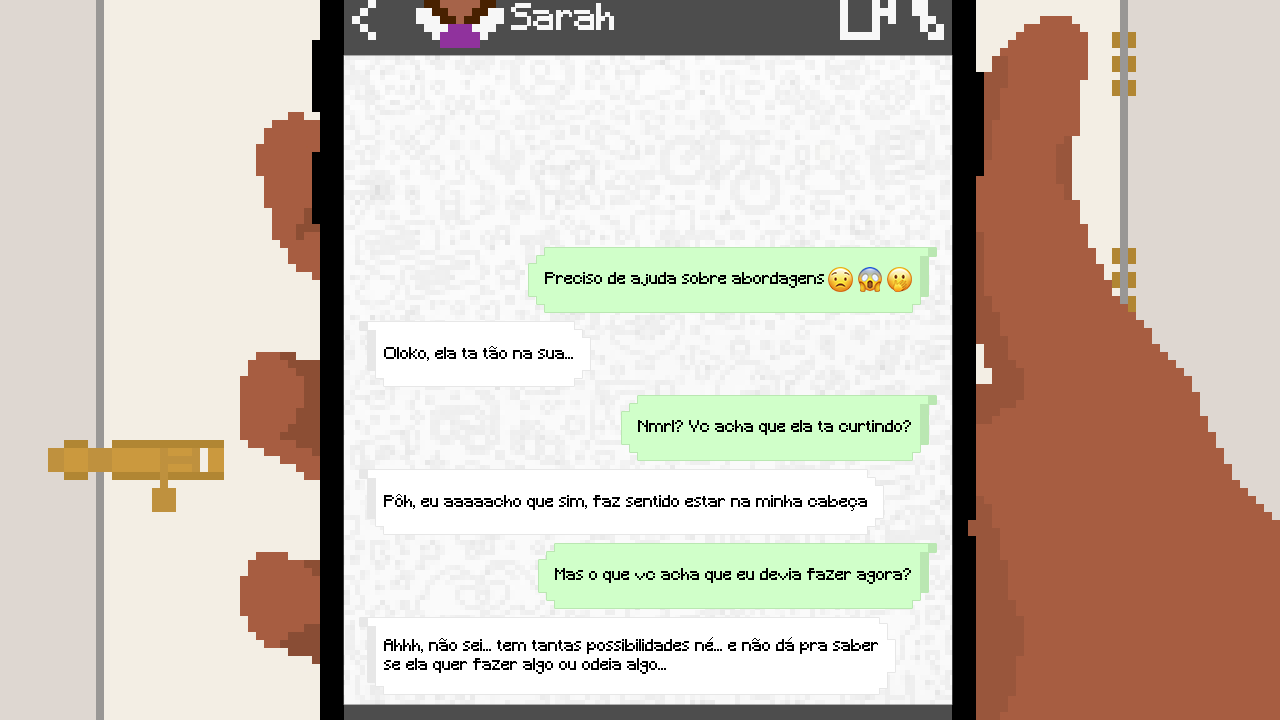 Sarah
Preciso de ajuda sobre abordagens 😟 😱 🤭
Oloko, ela ta tão na sua...
Nmrl? Vc acha que ela ta curtindo?
Pôh, eu aaaaacho que sim, faz sentido estar na minha cabeça
Mas o que vc acha que eu devia fazer agora?
Ahhh, não sei... tem tantas possibilidades né... e não dá pra saber
se ela quer fazer algo ou odeia algo...